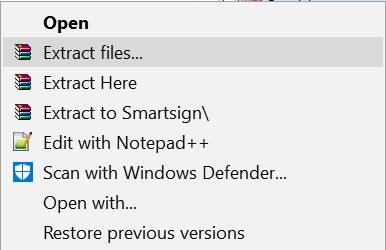 Open
Extract files...
Extract Here
Extract to Smartsign\
Edit with Notepad++
Scan with Windows Defender...
Open with...
Restore previous versions